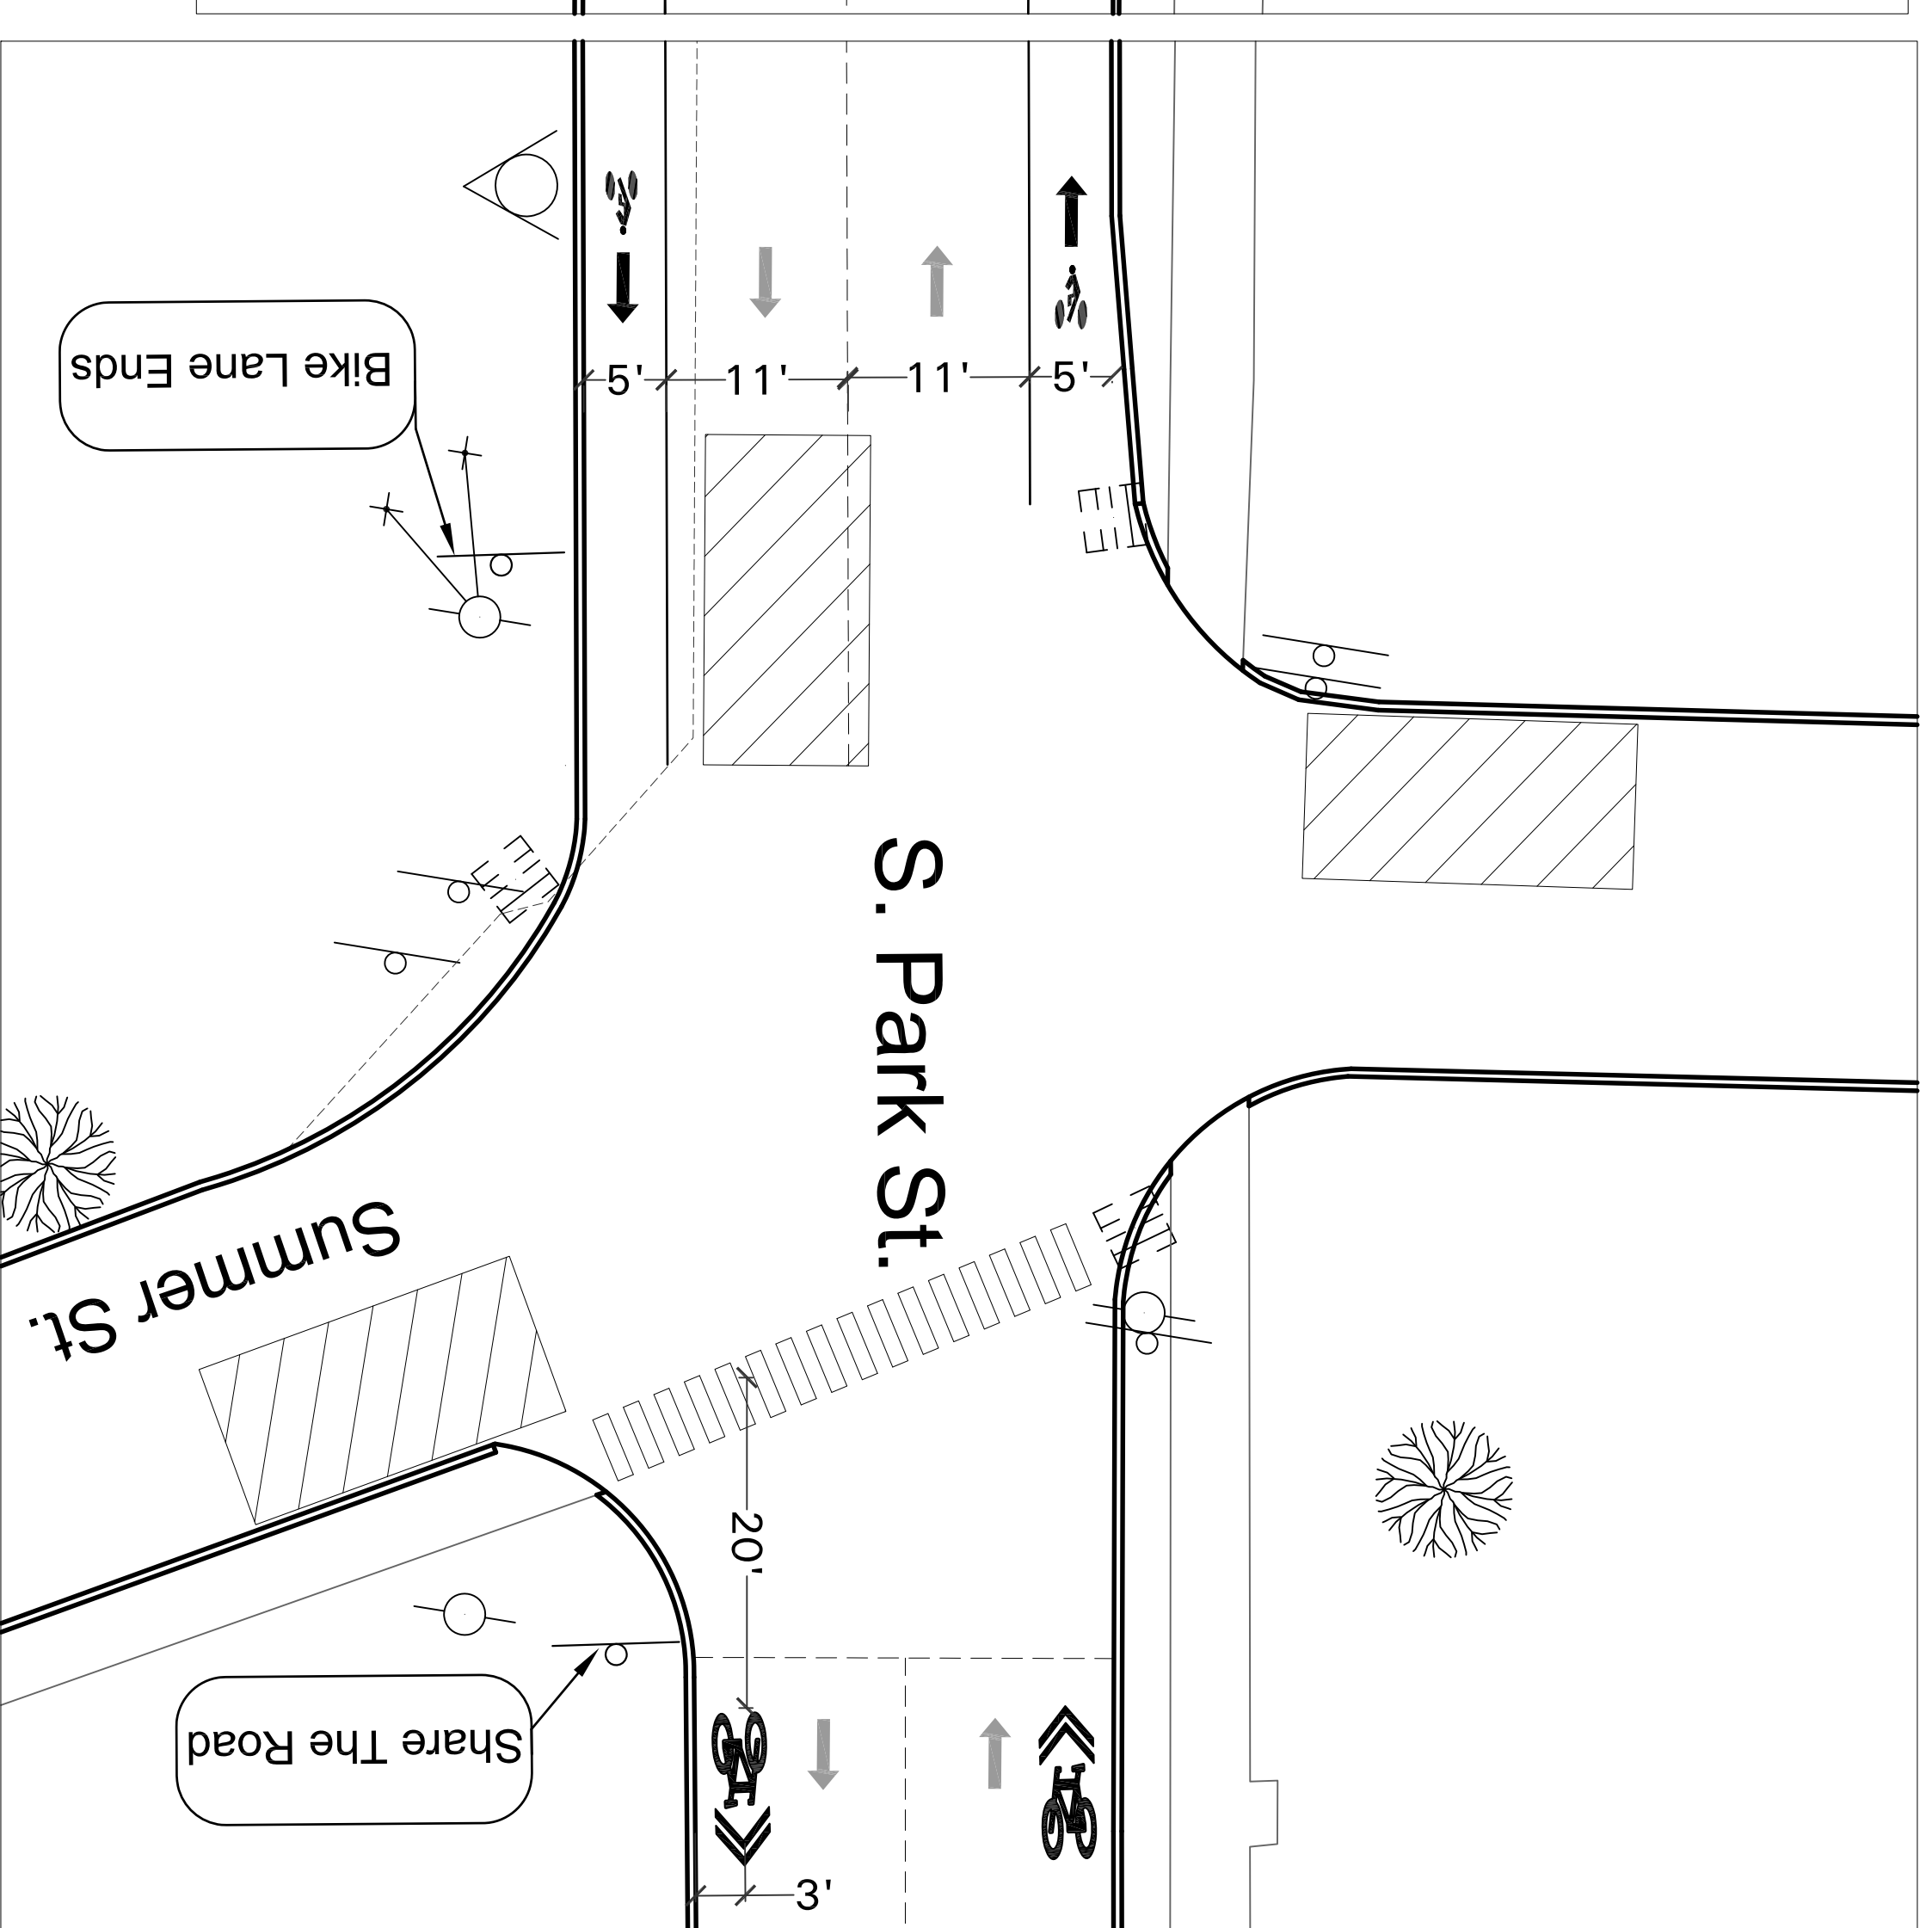 Bike Lane Ends
5' 11' 11' 5'
S. Park St.
Summer St.
20'
Share The Road
3'